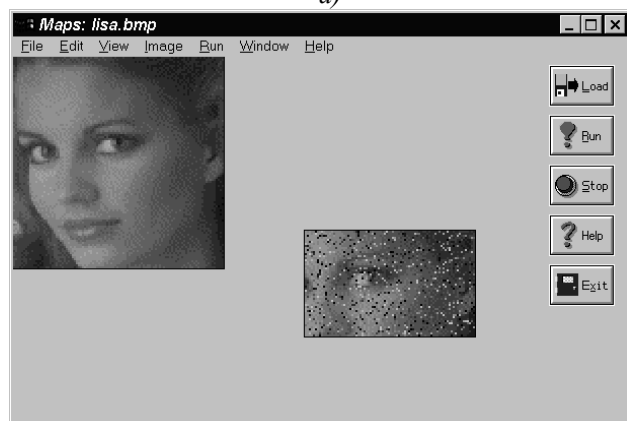 a)
Maps: lisa.bmp
File Edit View Image Run Window Help
Load
Run
Stop
Help
Exit